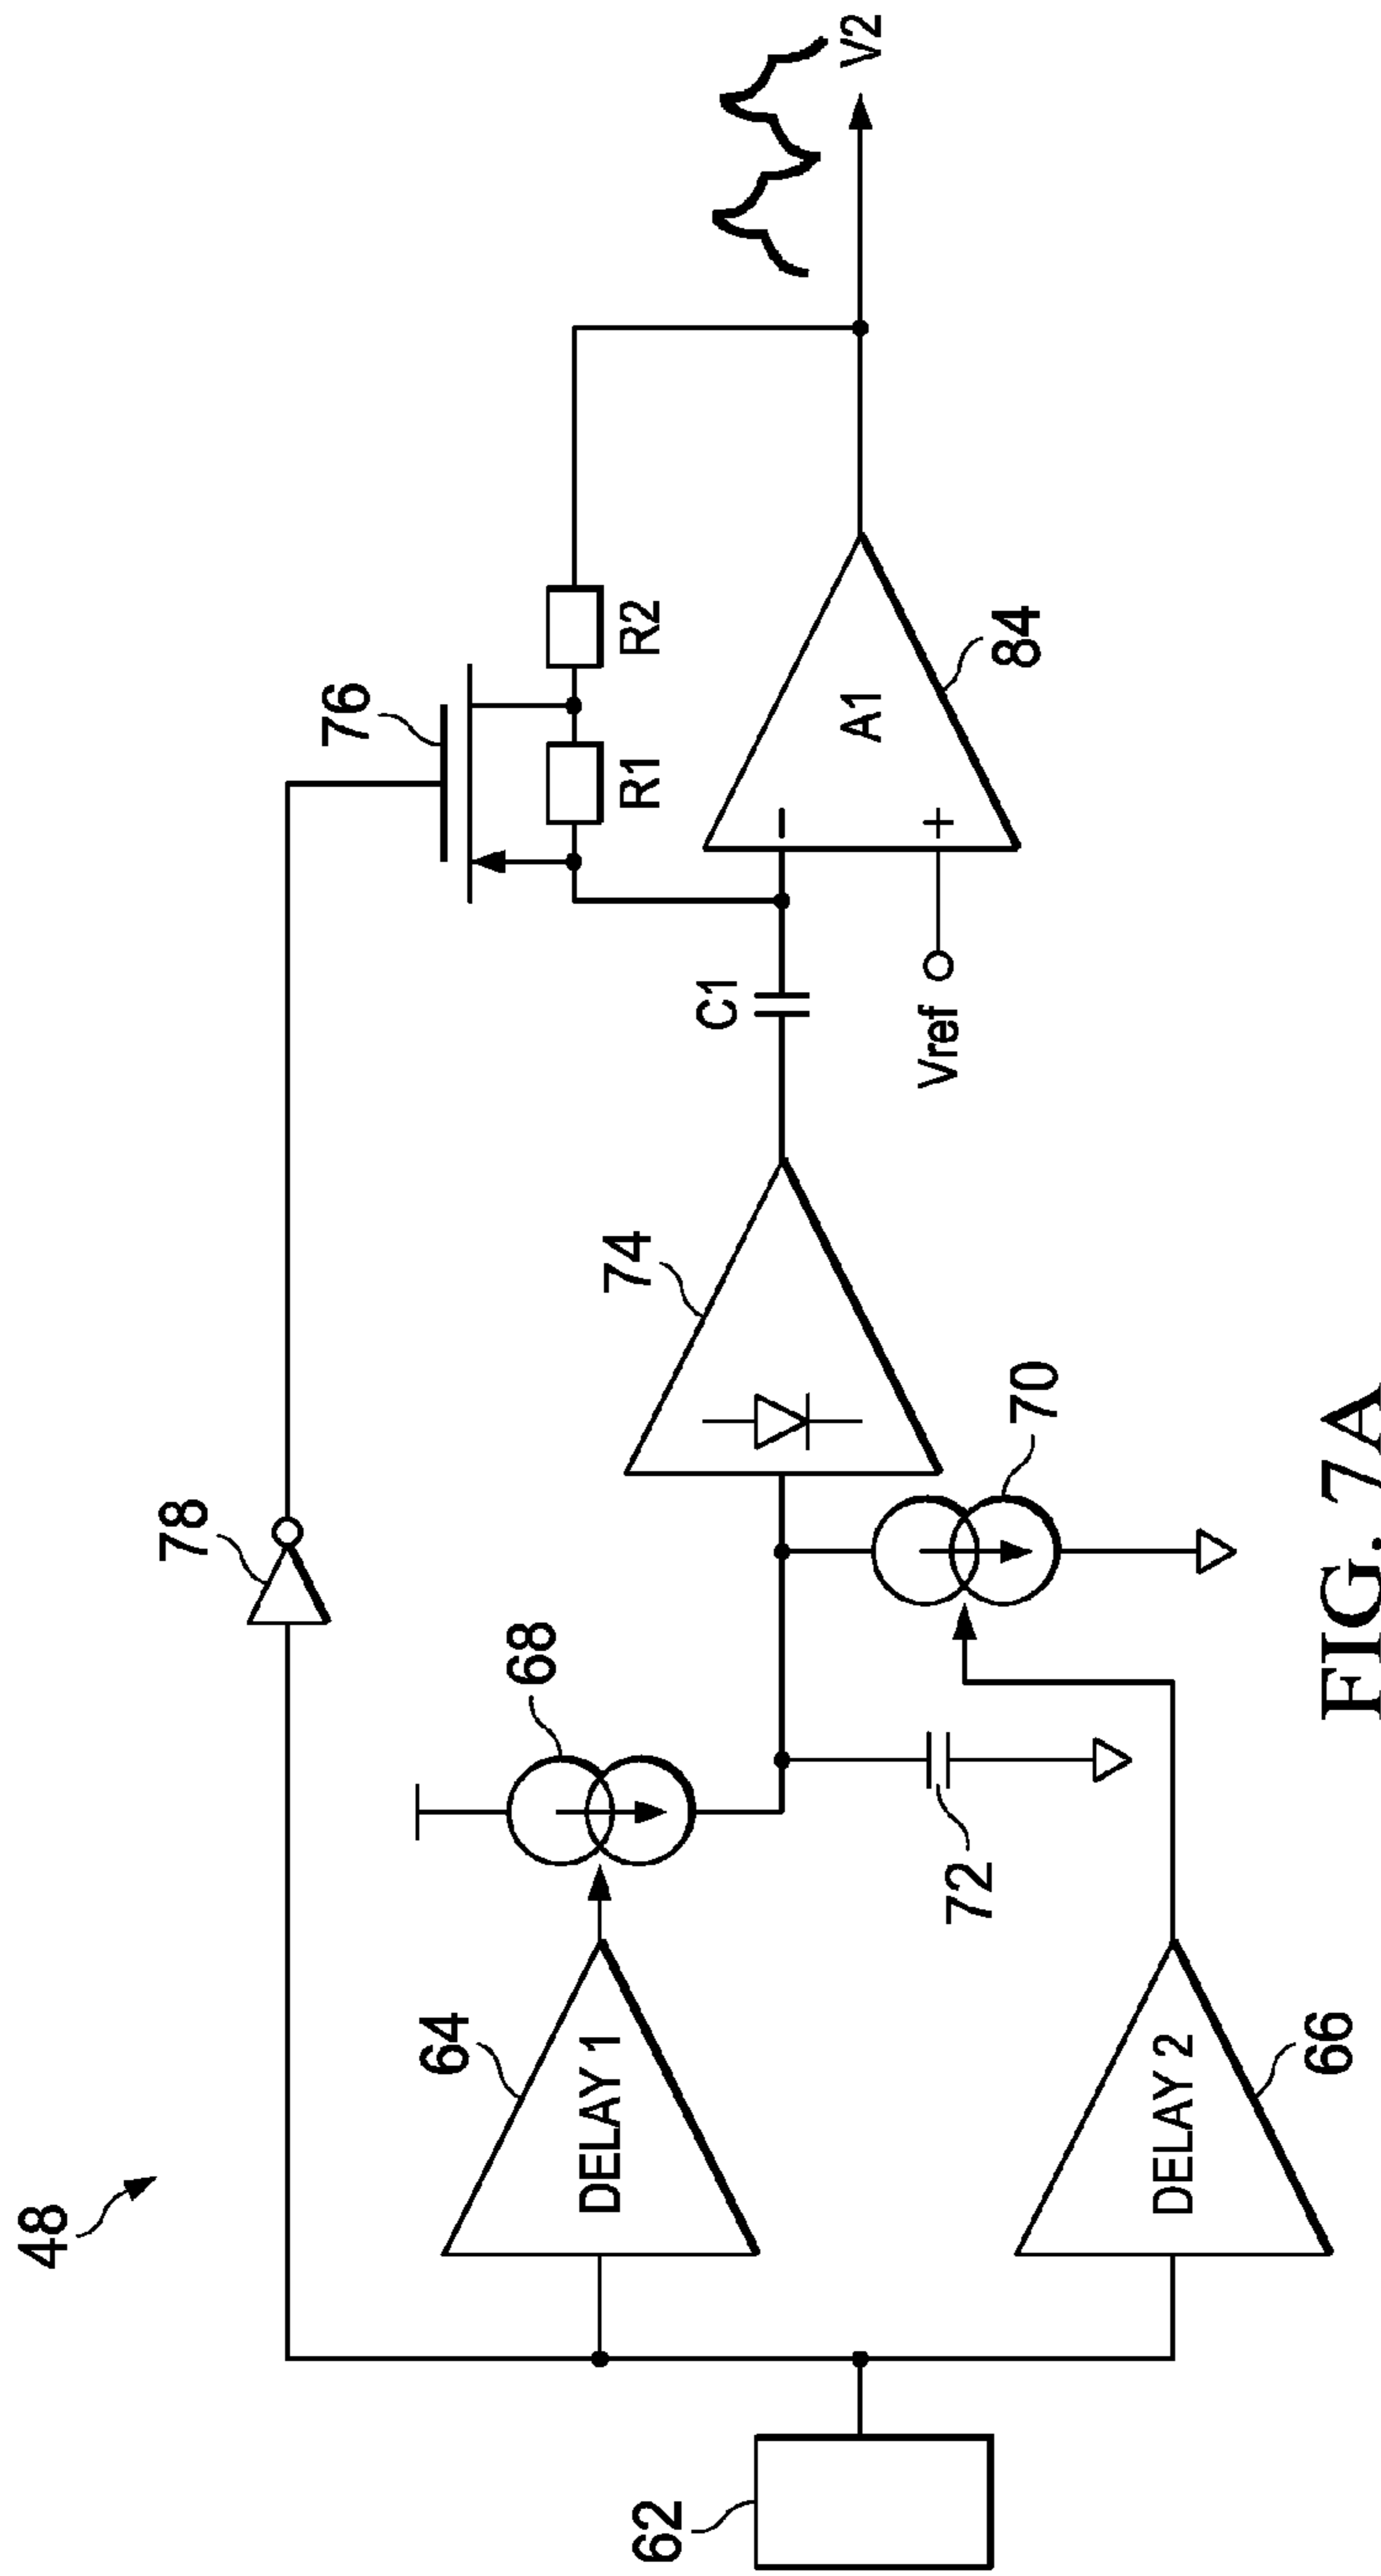 48
78
76
64
DELAY 1
68
74
C1
R1
R2
V2
A1
Vref
+
−
84
62
72
70
DELAY 2
66
FIG. 7A